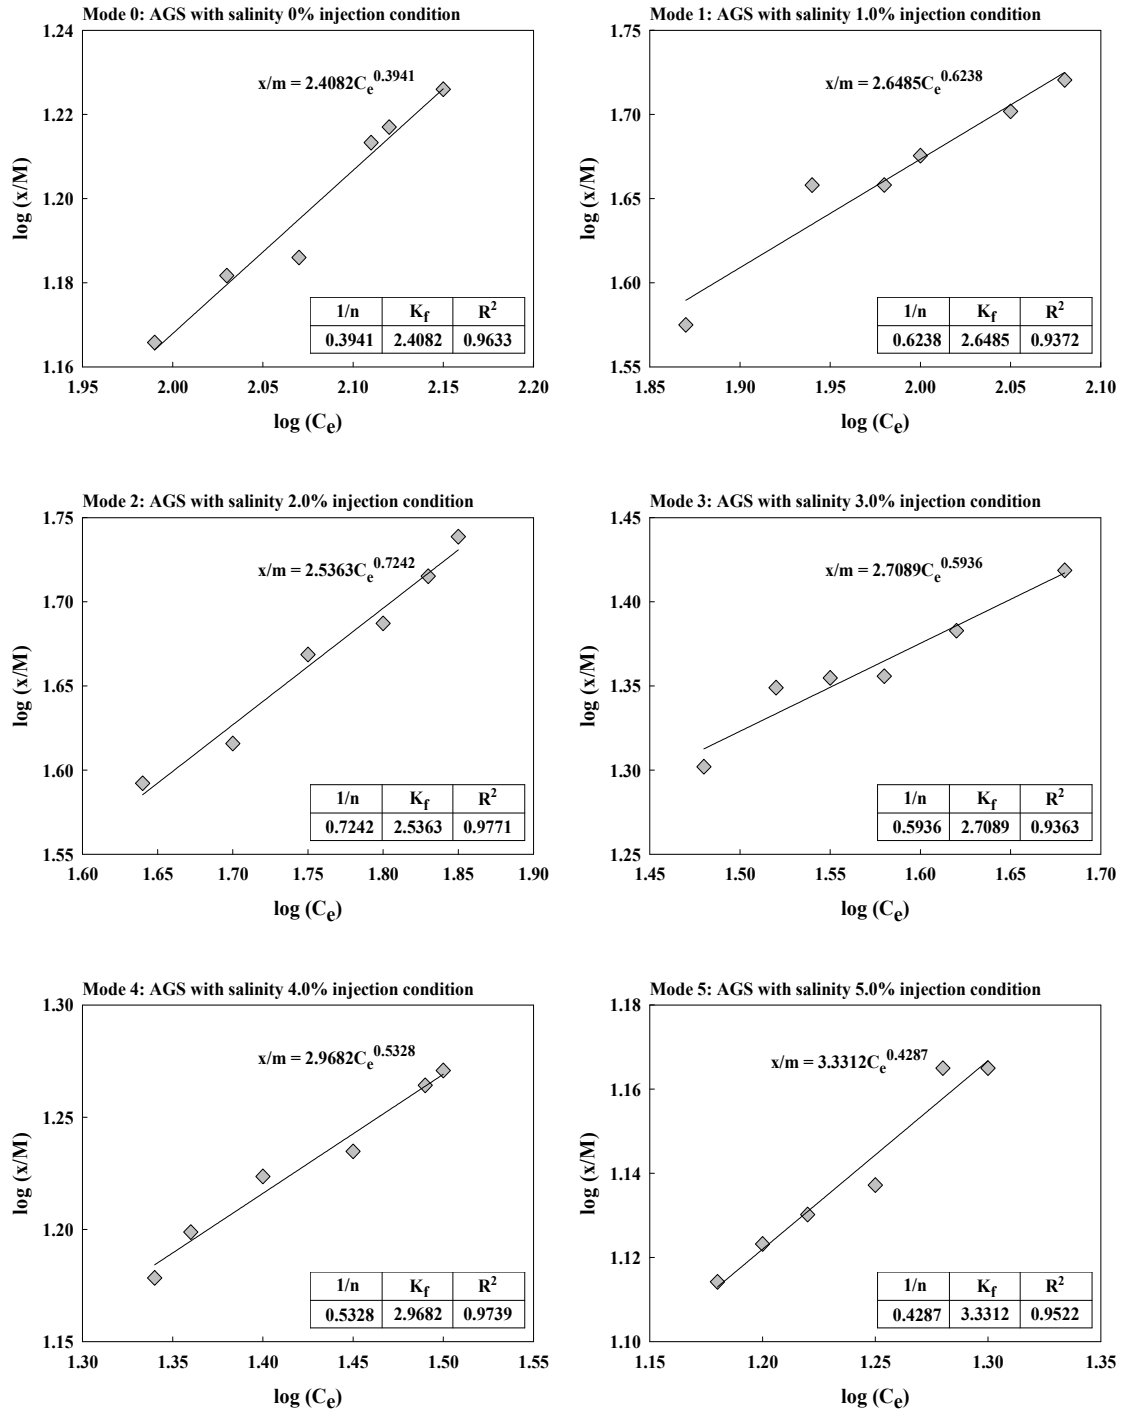 Mode 0: AGS with salinity 0% injection condition
1.24
1.22
1.20
1.18
1.16
log (x/M)
x/m = 2.4082Ce^0.3941
1/n Kf R²
0.3941 2.4082 0.9633
1.95 2.00 2.05 2.10 2.15 2.20
log (Ce)
Mode 1: AGS with salinity 1.0% injection condition
1.75
1.70
1.65
1.60
1.55
log (x/M)
x/m = 2.6485Ce^0.6238
1/n Kf R²
0.6238 2.6485 0.9372
1.85 1.90 1.95 2.00 2.05 2.10
log (Ce)
Mode 2: AGS with salinity 2.0% injection condition
1.75
1.70
1.65
1.60
1.55
log (x/M)
x/m = 2.5363Ce^0.7242
1/n Kf R²
0.7242 2.5363 0.9771
1.60 1.65 1.70 1.75 1.80 1.85 1.90
log (Ce)
Mode 3: AGS with salinity 3.0% injection condition
1.45
1.40
1.35
1.30
1.25
log (x/M)
x/m = 2.7089Ce^0.5936
1/n Kf R²
0.5936 2.7089 0.9363
1.45 1.50 1.55 1.60 1.65 1.70
log (Ce)
Mode 4: AGS with salinity 4.0% injection condition
1.30
1.25
1.20
1.15
log (x/M)
x/m = 2.9682Ce^0.5328
1/n Kf R²
0.5328 2.9682 0.9739
1.30 1.35 1.40 1.45 1.50 1.55
log (Ce)
Mode 5: AGS with salinity 5.0% injection condition
1.18
1.16
1.14
1.12
1.10
log (x/M)
x/m = 3.3312Ce^0.4287
1/n Kf R²
0.4287 3.3312 0.9522
1.15 1.20 1.25 1.30 1.35
log (Ce)